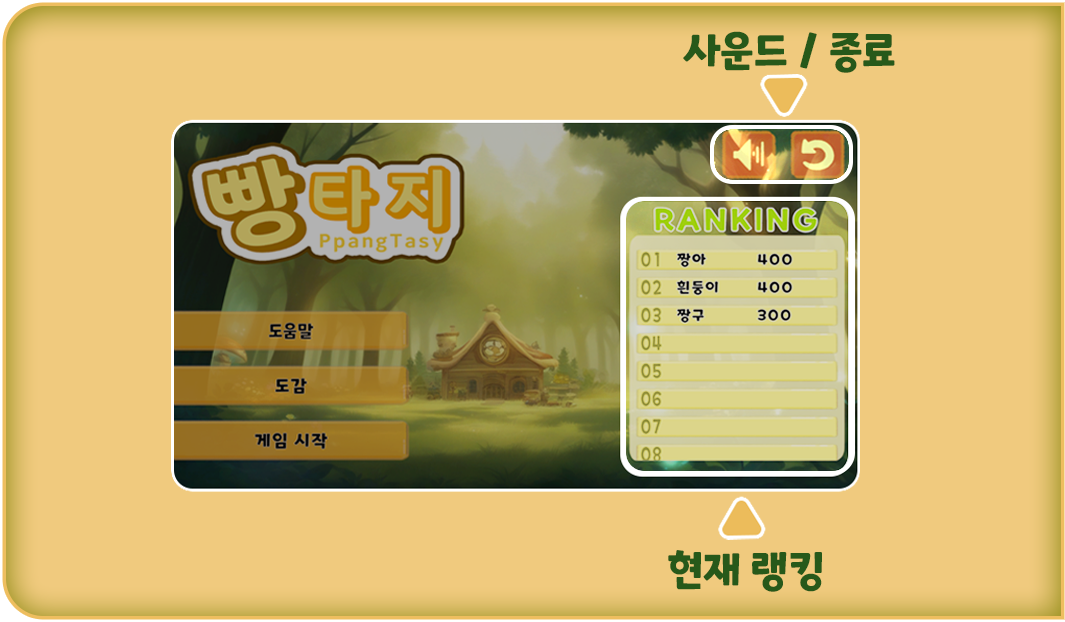 사운드 / 종료
빵타지
PpangTasy
도움말
도감
게임 시작
RANKING
01 짱아 400
02 흰둥이 400
03 짱구 300
04
05
06
07
08
현재 랭킹